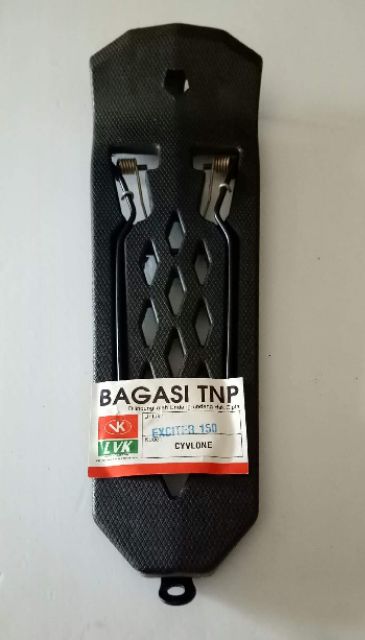 BAGASI TNP
VK
LVK
EXCITER 150
CYVLONE